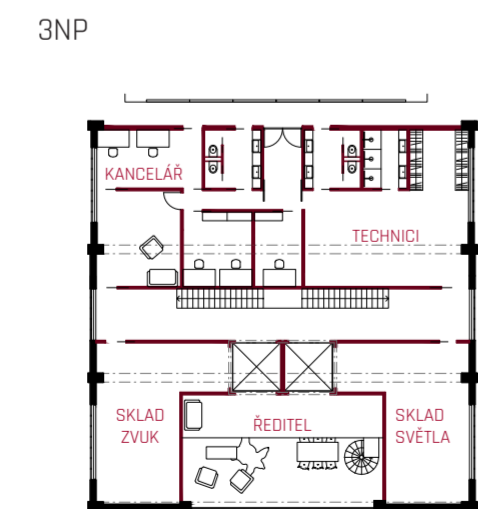 3NP
KANCELÁŘ
TECHNICI
SKLAD
ZVUK
ŘEDITEL
SKLAD
SVĚTLA